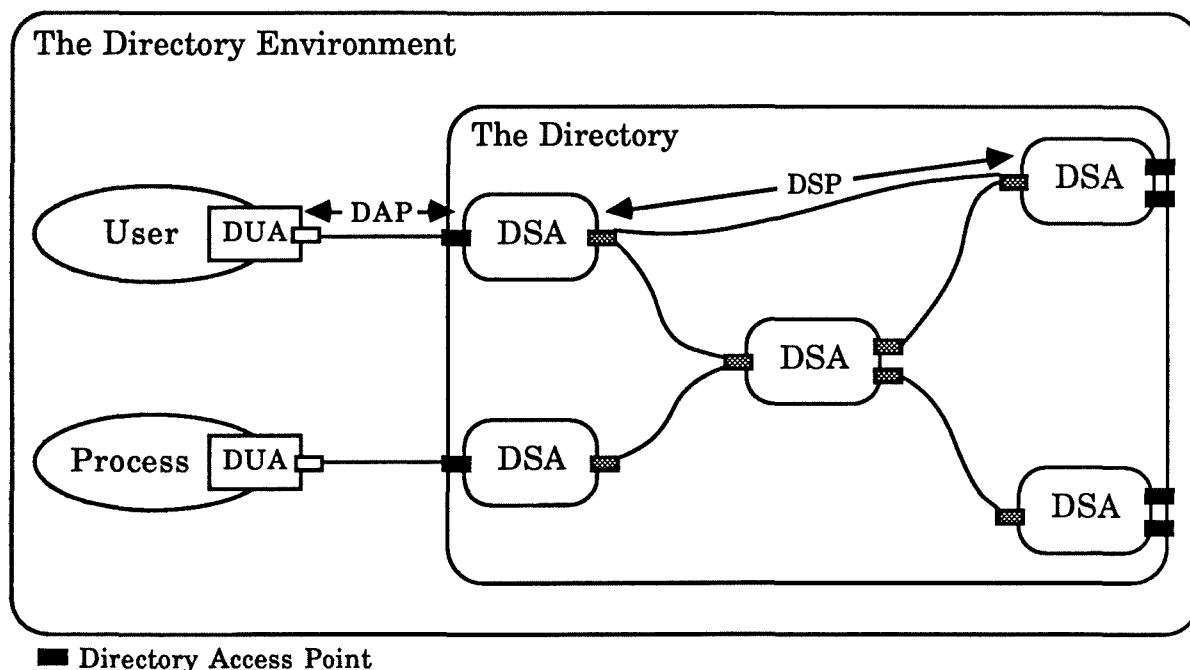 The Directory Environment
The Directory
DSA
DSP
User
DUA
DAP
DSA
DSA
Process
DUA
DSA
DSA
Directory Access Point